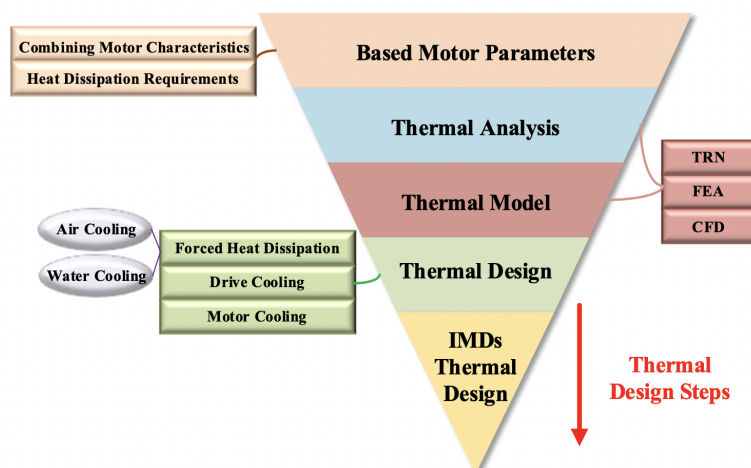 Combining Motor Characteristics
Heat Dissipation Requirements
Based Motor Parameters
Thermal Analysis
TRN
FEA
CFD
Thermal Model
Air Cooling
Water Cooling
Forced Heat Dissipation
Drive Cooling
Motor Cooling
Thermal Design
IMDs
Thermal
Design
Thermal
Design Steps